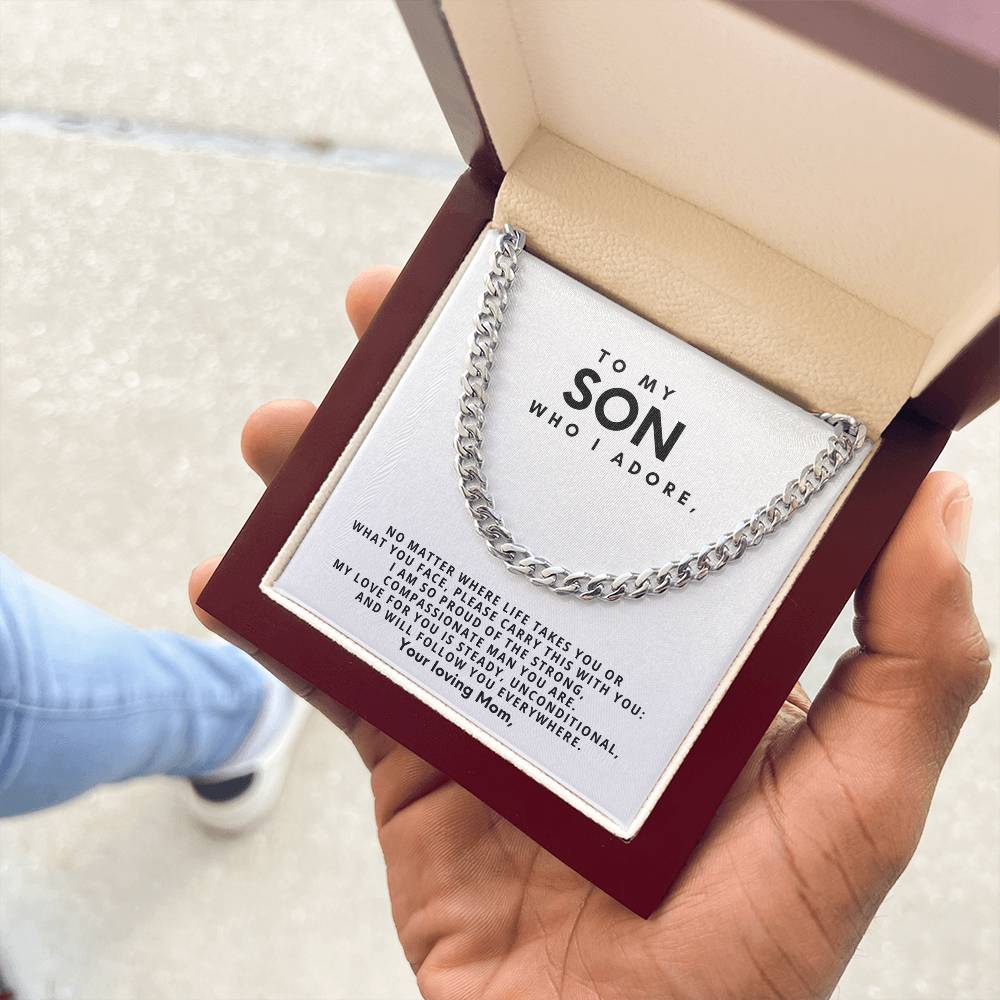 TO MY
SON
WHO I ADORE,
NO MATTER WHERE LIFE TAKES YOU OR
WHAT YOU FACE, PLEASE CARRY THIS WITH YOU:
I AM SO PROUD OF THE STRONG,
COMPASSIONATE MAN YOU ARE.
MY LOVE FOR YOU IS STEADY, UNCONDITIONAL,
AND WILL FOLLOW YOU EVERYWHERE.
Your loving Mom,